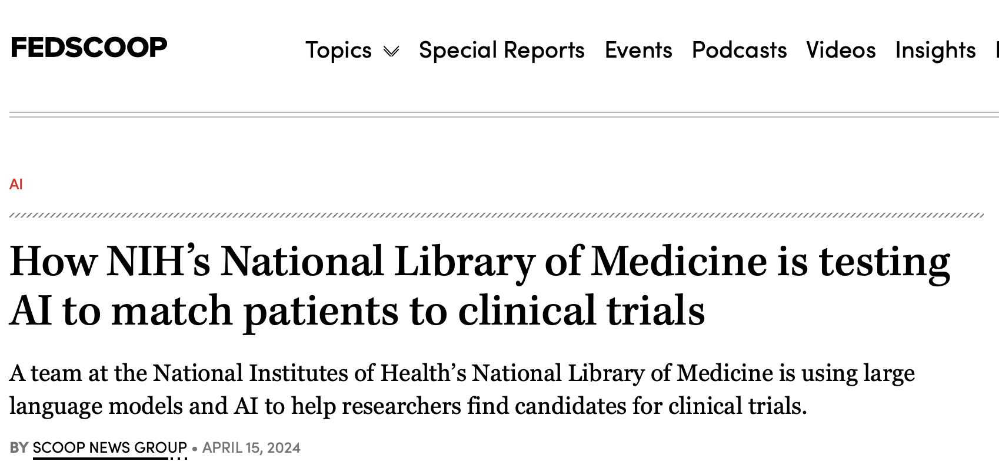 FEDSCOOP
Topics Special Reports Events Podcasts Videos Insights
AI
How NIH’s National Library of Medicine is testing
AI to match patients to clinical trials
A team at the National Institutes of Health’s National Library of Medicine is using large
language models and AI to help researchers find candidates for clinical trials.
BY SCOOP NEWS GROUP • APRIL 15, 2024